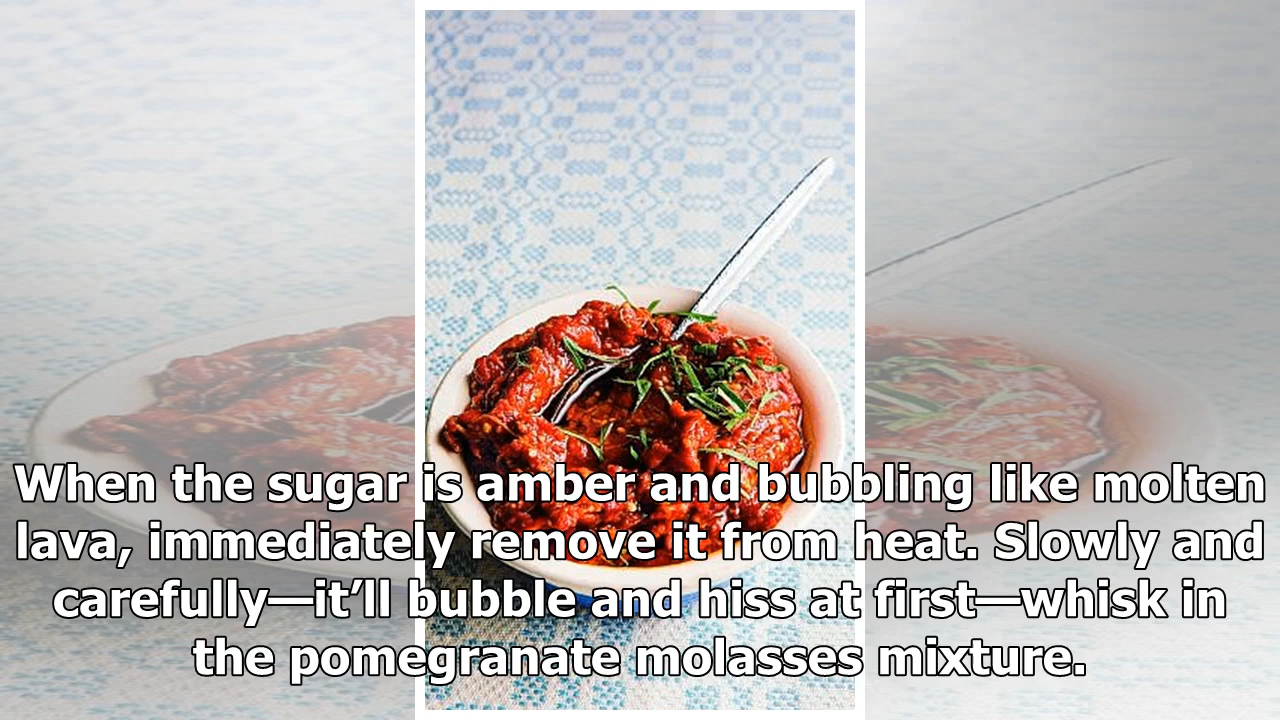 When the sugar is amber and bubbling like molten
lava, immediately remove it from heat. Slowly and
carefully—it’ll bubble and hiss at first—whisk in
the pomegranate molasses mixture.